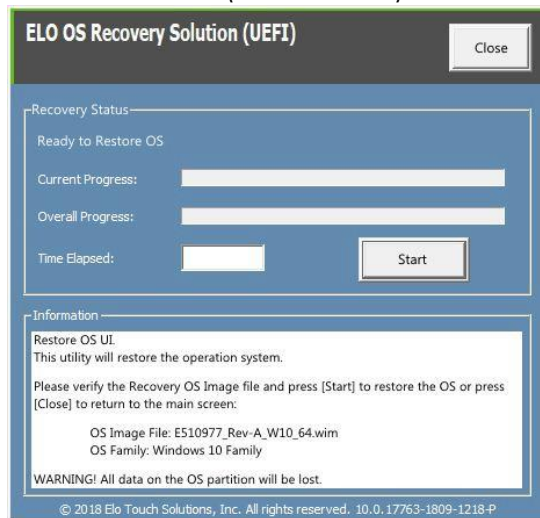 ELO OS Recovery Solution (UEFI)
Close
Recovery Status
Ready to Restore OS
Current Progress:
Overall Progress:
Time Elapsed:
Start
Information
Restore OS UI.
This utility will restore the operation system.
Please verify the Recovery OS Image file and press [Start] to restore the OS or press
[Close] to return to the main screen:
OS Image File: E510977_Rev-A_W10_64.wim
OS Family: Windows 10 Family
WARNING! All data on the OS partition will be lost.
© 2018 Elo Touch Solutions, Inc. All rights reserved. 10.0.17763-1809-1218-P